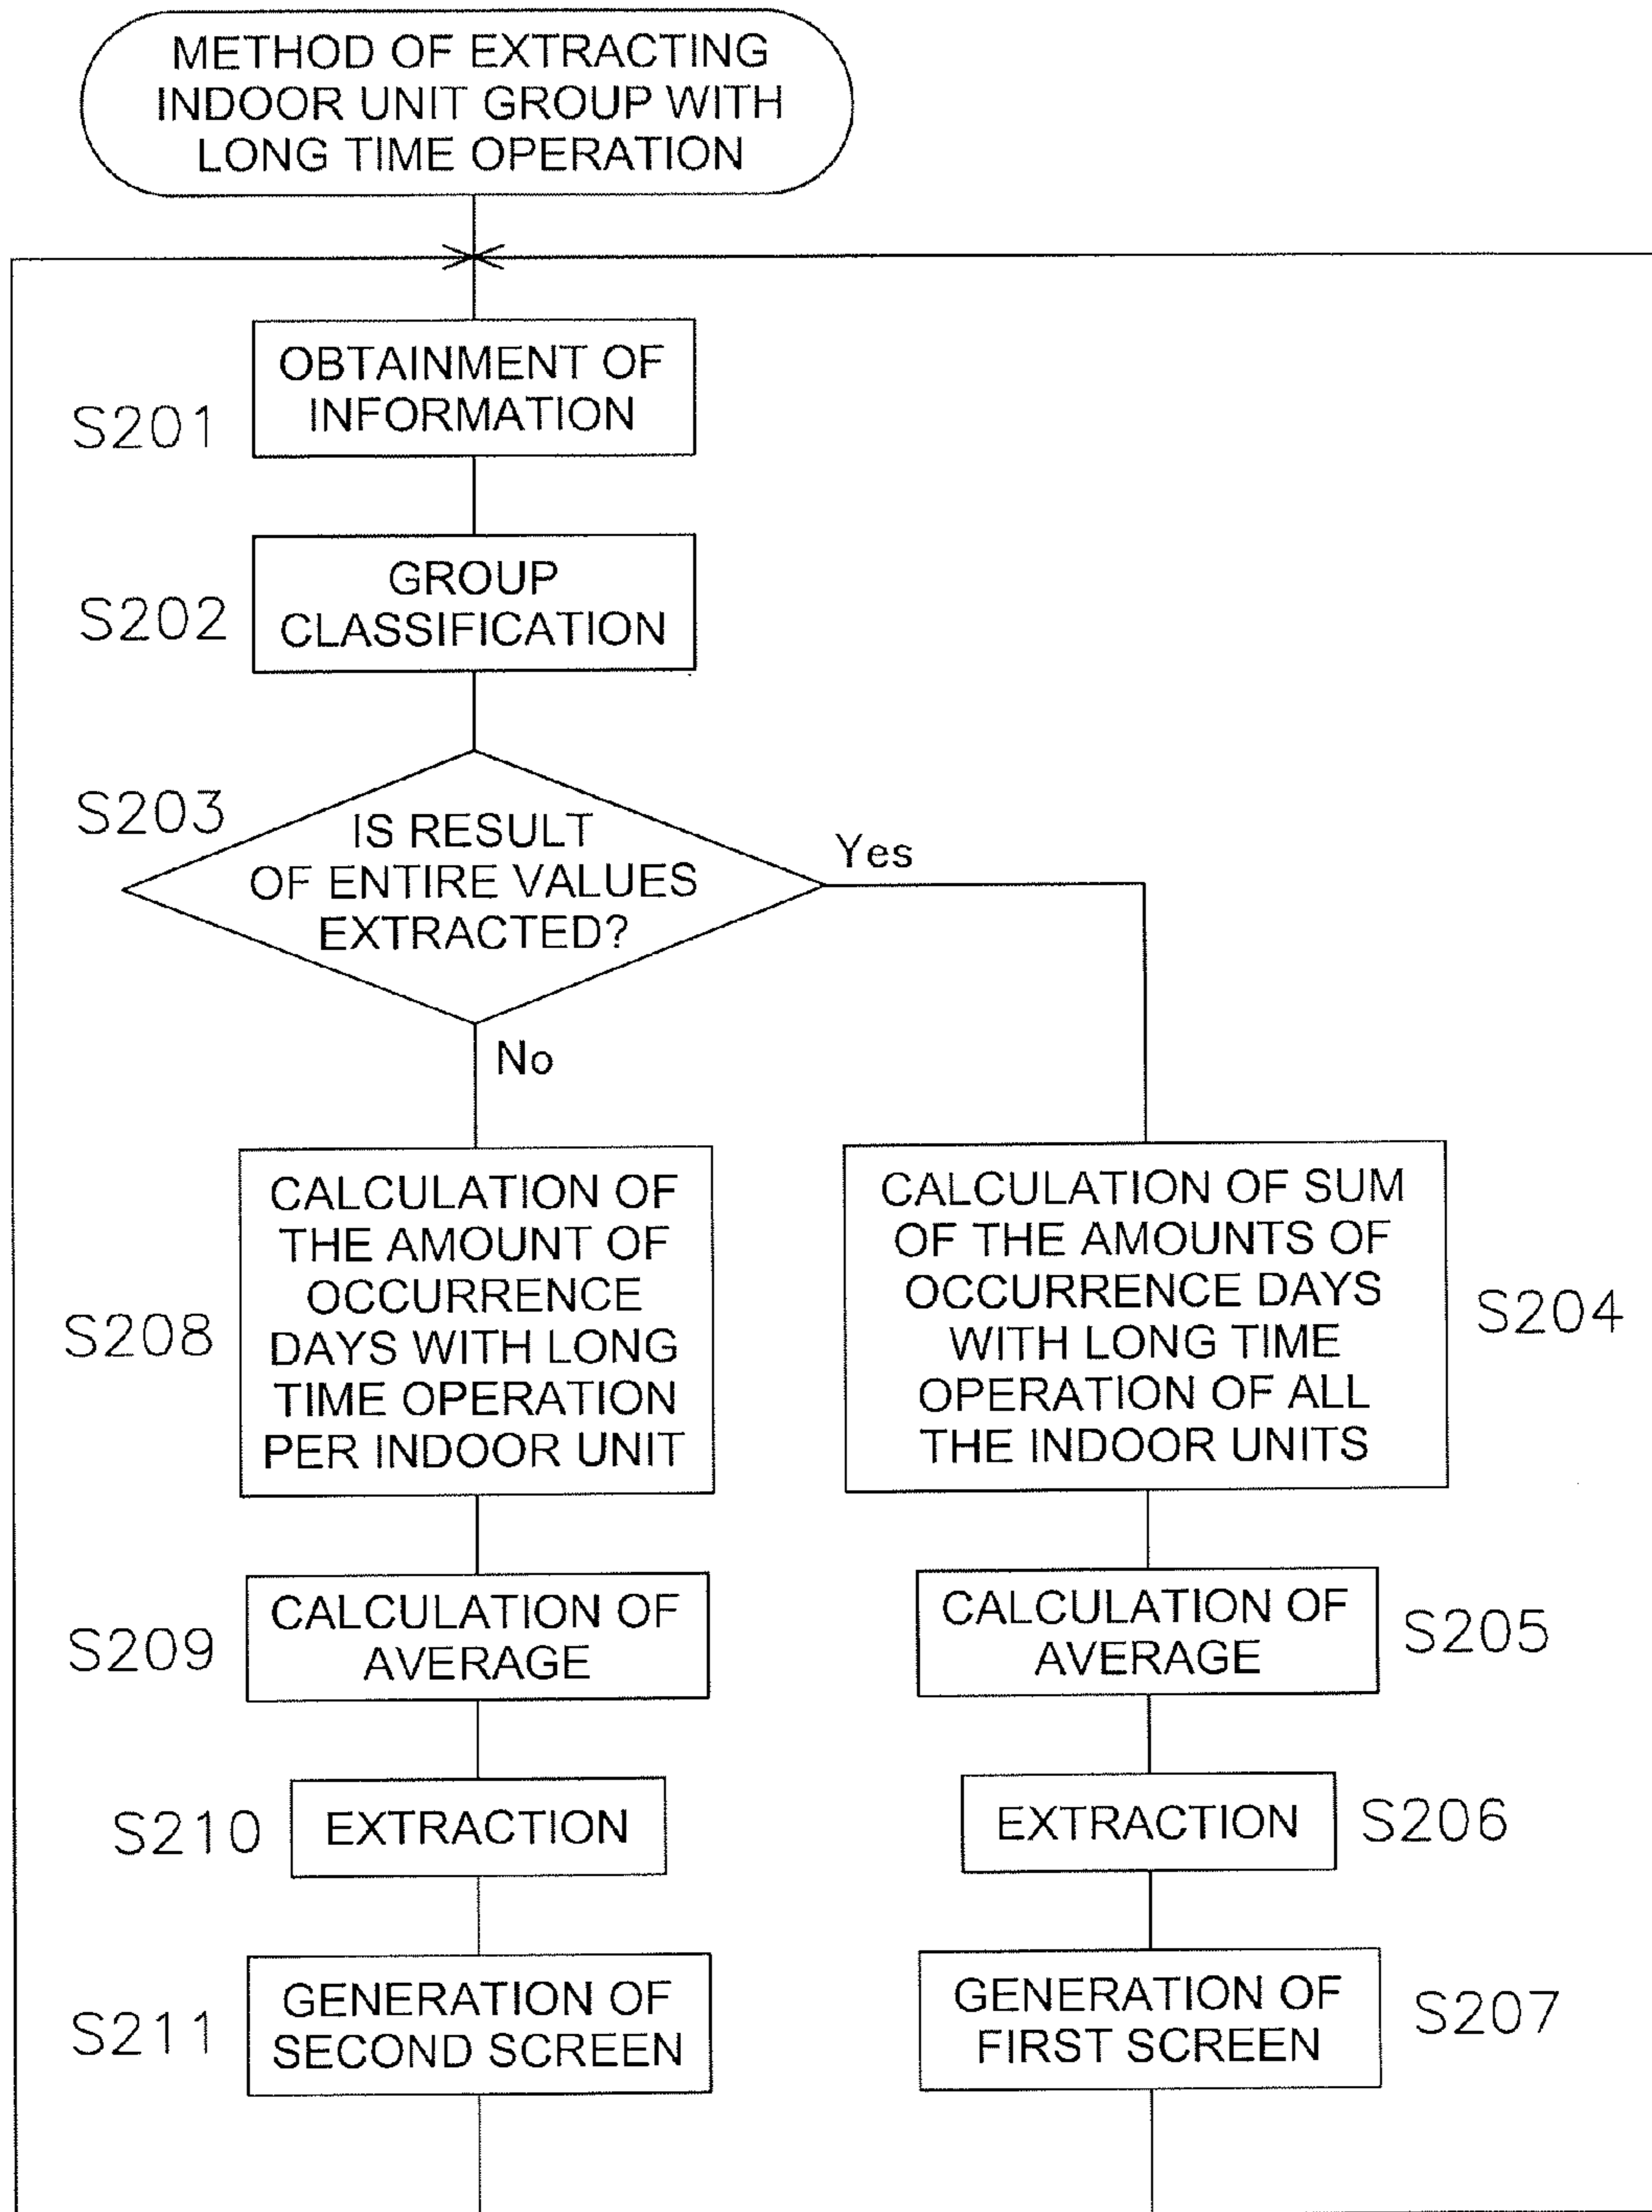 METHOD OF EXTRACTING
INDOOR UNIT GROUP WITH
LONG TIME OPERATION
S201
OBTAINMENT OF
INFORMATION
S202
GROUP
CLASSIFICATION
S203
IS RESULT
OF ENTIRE VALUES
EXTRACTED?
Yes
No
S208
CALCULATION OF
THE AMOUNT OF
OCCURRENCE
DAYS WITH LONG
TIME OPERATION
PER INDOOR UNIT
CALCULATION OF SUM
OF THE AMOUNTS OF
OCCURRENCE DAYS
WITH LONG TIME
OPERATION OF ALL
THE INDOOR UNITS
S204
S209
CALCULATION OF
AVERAGE
CALCULATION OF
AVERAGE
S205
S210
EXTRACTION
EXTRACTION
S206
S211
GENERATION OF
SECOND SCREEN
GENERATION OF
FIRST SCREEN
S207